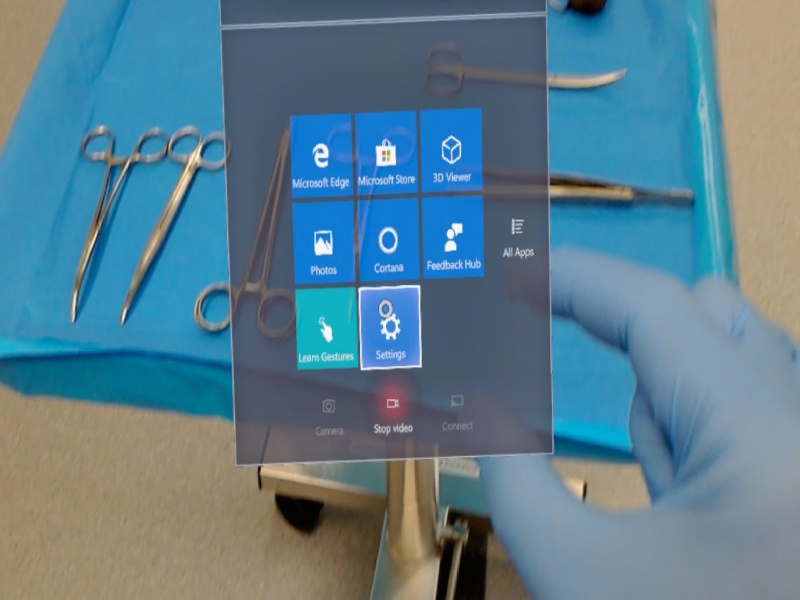 Microsoft Edge
Microsoft Store
3D Viewer
Photos
Cortana
Feedback Hub
All Apps
Learn Gestures
Settings
Camera
Stop video
Connect